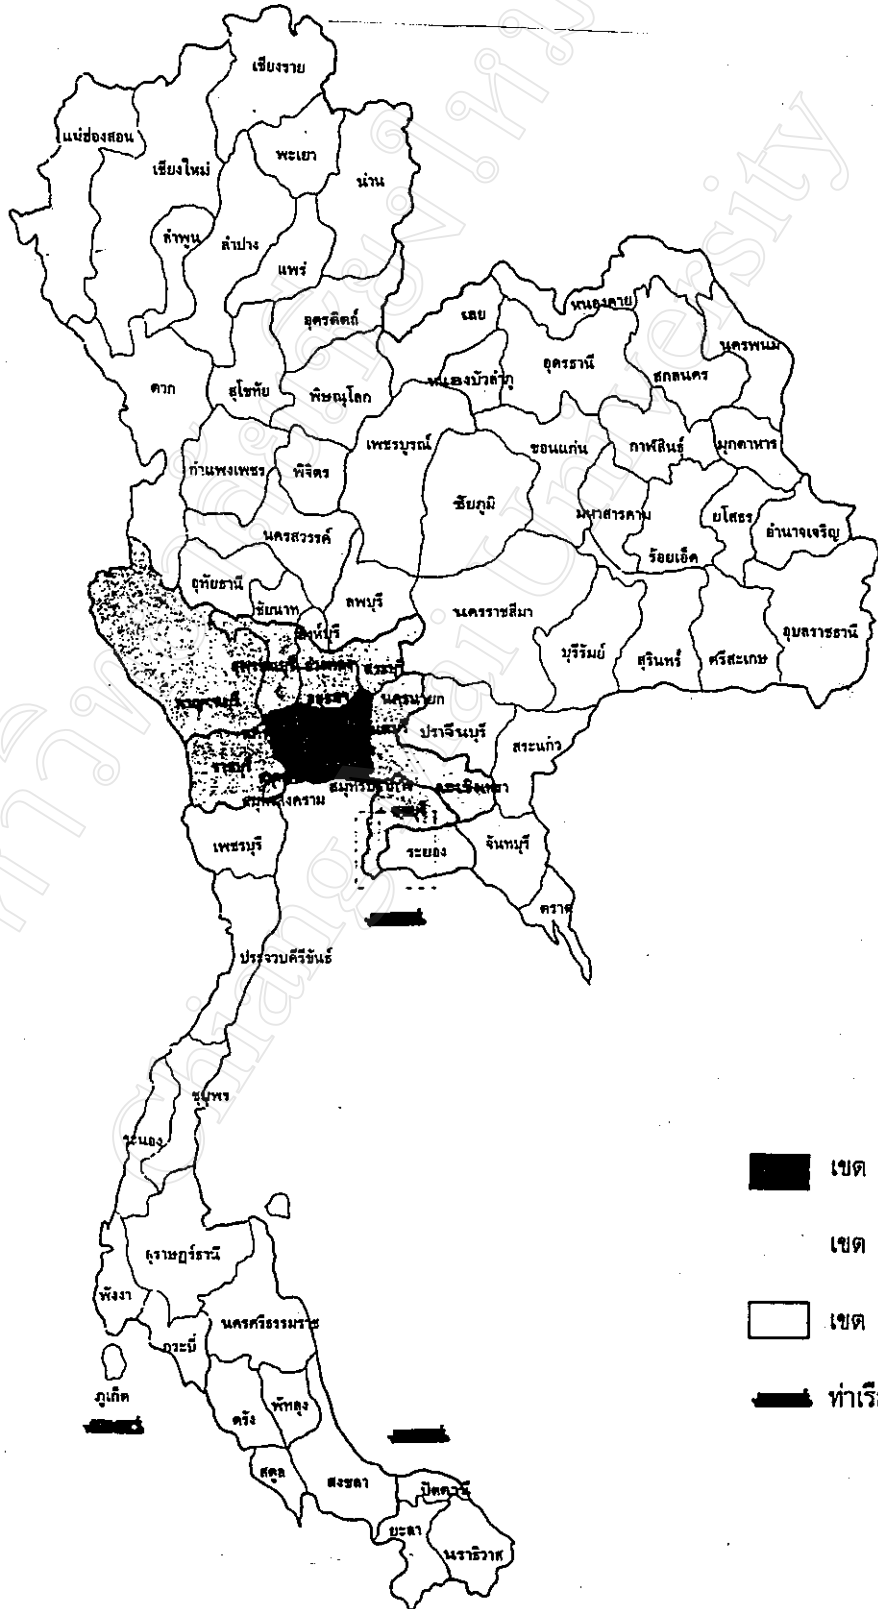 เชียงราย
แม่ฮ่องสอน
พะเยา
เชียงใหม่
น่าน
ลำพูน
ลำปาง
แพร่
อุตรดิตถ์
เลย
หนองคาย
นครพนม
อุดรธานี
สกลนคร
ตาก
สุโขทัย
พิษณุโลก
หนองบัวลำภู
เพชรบูรณ์
ขอนแก่น
กาฬสินธุ์
มุกดาหาร
กำแพงเพชร
พิจิตร
ชัยภูมิ
มหาสารคาม
ยโสธร
อำนาจเจริญ
นครสวรรค์
ร้อยเอ็ด
อุทัยธานี
ชัยนาท
ลพบุรี
นครราชสีมา
บุรีรัมย์
สุรินทร์
ศรีสะเกษ
อุบลราชธานี
สระบุรี
นครนายก
ปราจีนบุรี
สระแก้ว
ราชบุรี
เพชรบุรี
ระยอง
จันทบุรี
ตราด
ประจวบคีรีขันธ์
ชุมพร
ระนอง
สุราษฎร์ธานี
พังงา
นครศรีธรรมราช
กระบี่
ภูเก็ต
ตรัง
พัทลุง
สตูล
สงขลา
ปัตตานี
ยะลา
นราธิวาส
เขต
เขต
เขต
Chiang Mai University